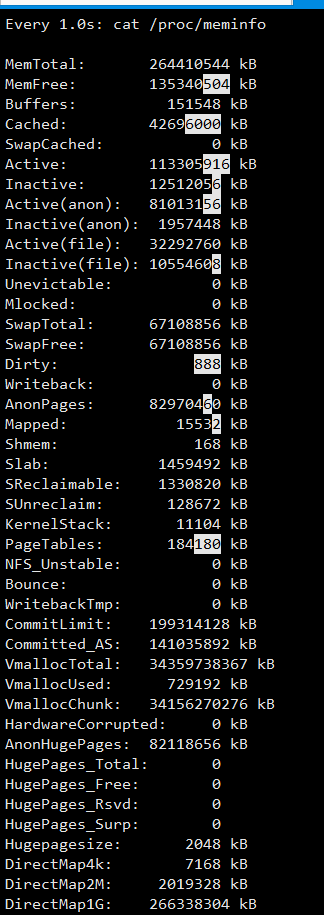 Every 1.0s: cat /proc/meminfo
MemTotal: 264410544 kB
MemFree: 135340504 kB
Buffers: 151548 kB
Cached: 42696000 kB
SwapCached: 0 kB
Active: 113305916 kB
Inactive: 12512056 kB
Active(anon): 81013156 kB
Inactive(anon): 1957448 kB
Active(file): 32292760 kB
Inactive(file): 10554608 kB
Unevictable: 0 kB
Mlocked: 0 kB
SwapTotal: 67108856 kB
SwapFree: 67108856 kB
Dirty: 888 kB
Writeback: 0 kB
AnonPages: 82970460 kB
Mapped: 15532 kB
Shmem: 168 kB
Slab: 1459492 kB
SReclaimable: 1330820 kB
SUnreclaim: 128672 kB
KernelStack: 11104 kB
PageTables: 184180 kB
NFS_Unstable: 0 kB
Bounce: 0 kB
WritebackTmp: 0 kB
CommitLimit: 199314128 kB
Committed_AS: 141035892 kB
VmallocTotal: 34359738367 kB
VmallocUsed: 729192 kB
VmallocChunk: 34156270276 kB
HardwareCorrupted: 0 kB
AnonHugePages: 82118656 kB
HugePages_Total: 0
HugePages_Free: 0
HugePages_Rsvd: 0
HugePages_Surp: 0
Hugepagesize: 2048 kB
DirectMap4k: 7168 kB
DirectMap2M: 2019328 kB
DirectMap1G: 266338304 kB